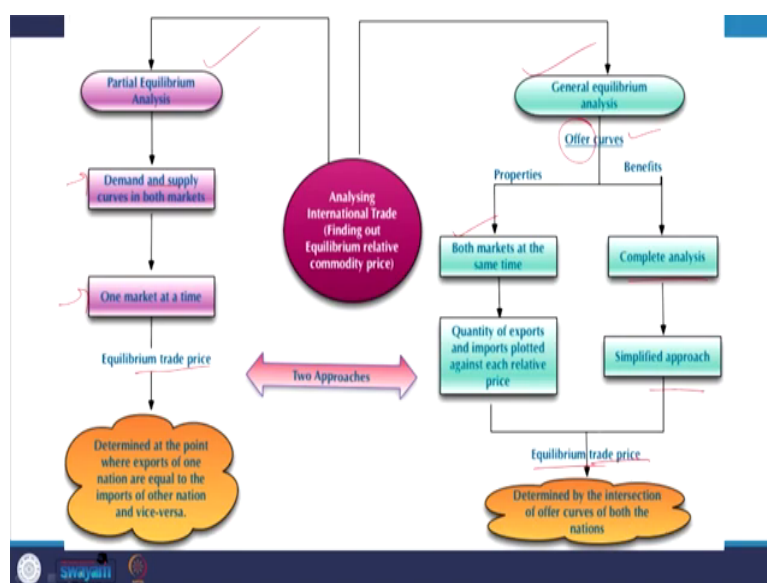 Partial Equilibrium
Analysis
Demand and supply
curves in both markets
One market at a time
Equilibrium trade price
Determined at the point
where exports of one
nation are equal to the
imports of other nation
and vice-versa.
Analysing
International Trade
(Finding out
Equilibrium relative
commodity price)
Two Approaches
General equilibrium
analysis
Offer curves
Properties
Benefits
Both markets at the
same time
Complete analysis
Quantity of exports
and imports plotted
against each relative
price
Simplified approach
Equilibrium trade price
Determined by the intersection
of offer curves of both the
nations
swayam